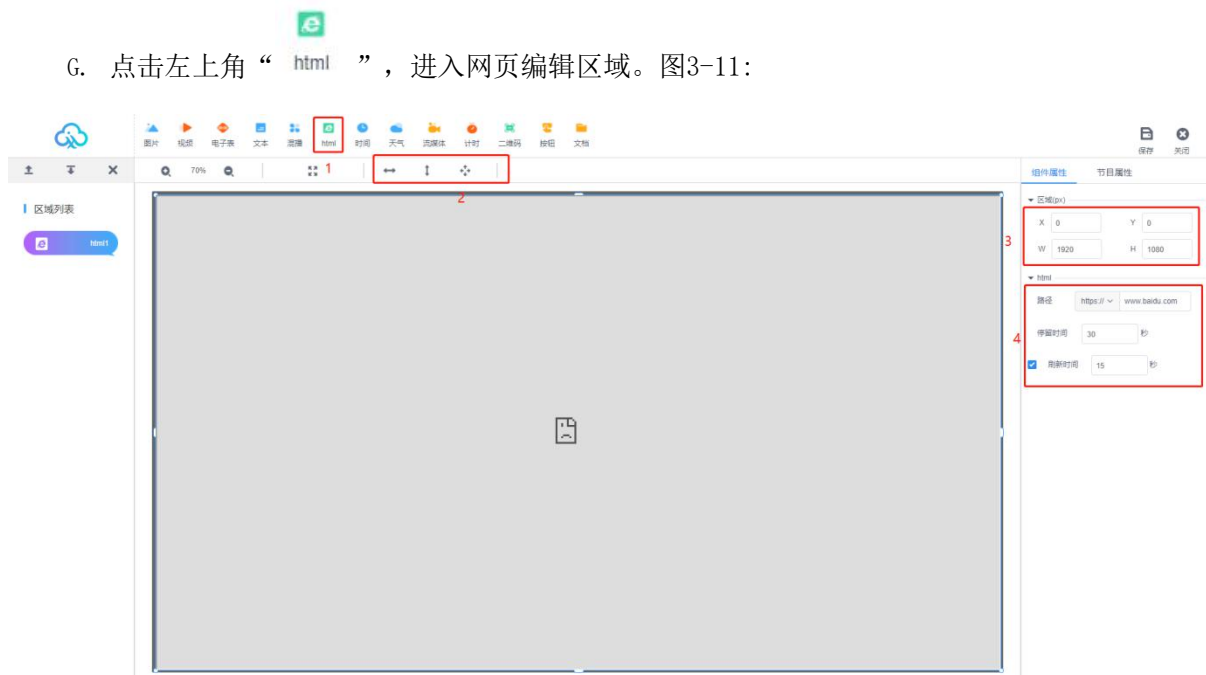 G. 点击左上角“ html ”，进入网页编辑区域。图3-11:
图片 视频 电子表 文本 混播 html 时间 天气 流媒体 计时 二维码 按钮 文档
保存 关闭
70%
1
2
组件属性 节目属性
区域列表
区域(px)
X 0 Y 0
html1
3
W 1920 H 1080
html
路径 https:// www.baidu.com
4
停留时间 30 秒
刷新时间 15 秒